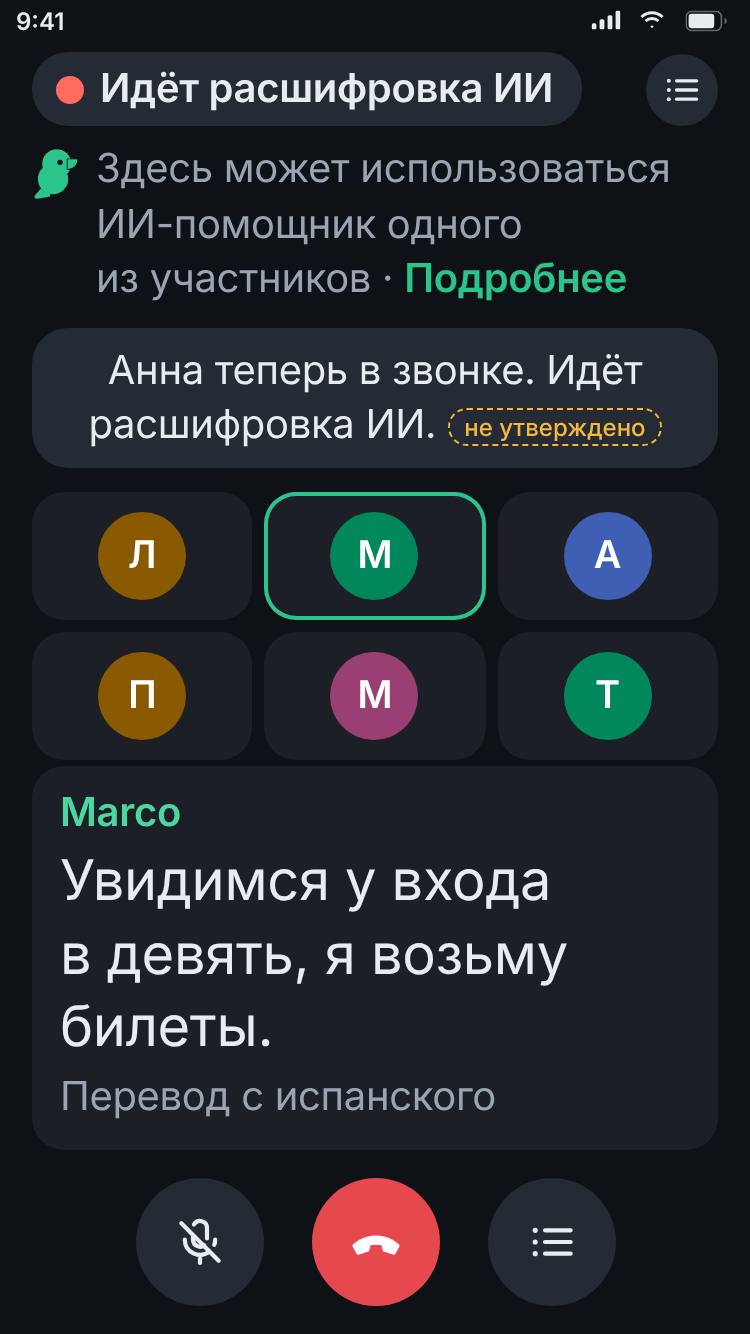 9:41
Идёт расшифровка ИИ
Здесь может использоваться
ИИ-помощник одного
из участников · Подробнее
Анна теперь в звонке. Идёт
расшифровка ИИ. не утверждено
Л
М
А
П
М
Т
Marco
Увидимся у входа
в девять, я возьму
билеты.
Перевод с испанского